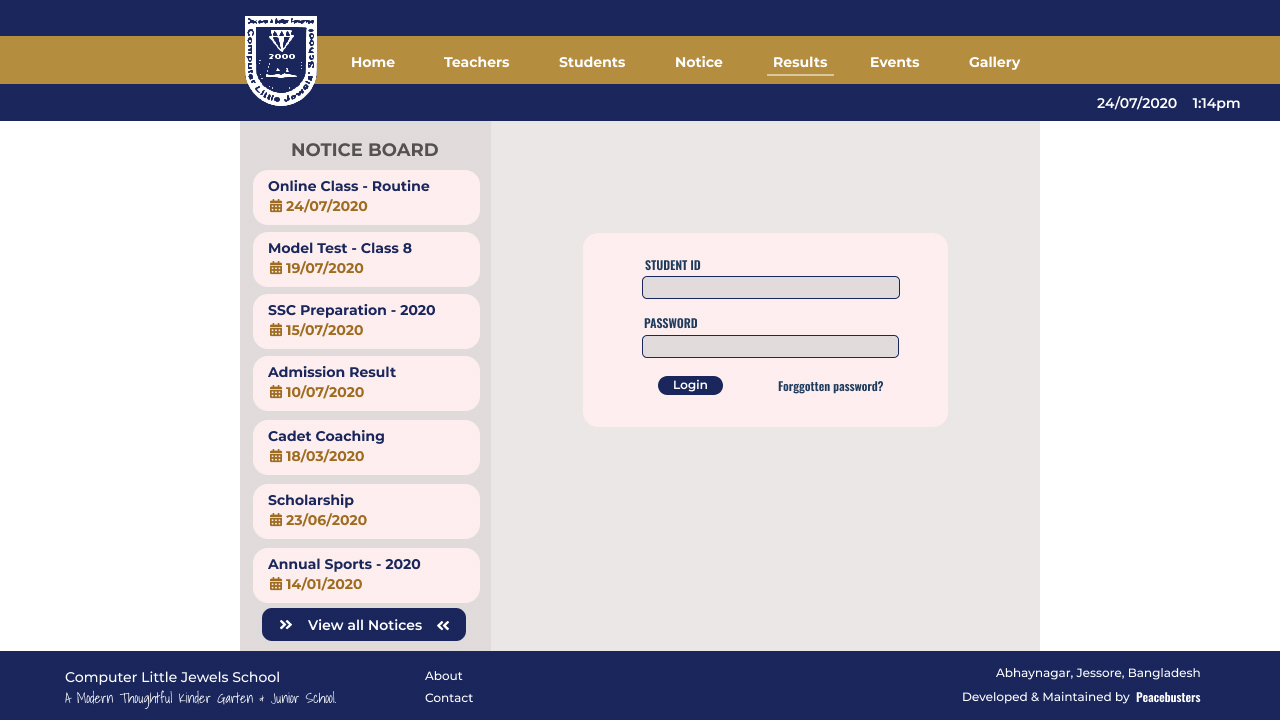 Computer Little Jewels' School
2000
Home Teachers Students Notice Results Events Gallery
24/07/2020 1:14pm
NOTICE BOARD
Online Class - Routine
24/07/2020
Model Test - Class 8
19/07/2020
SSC Preparation - 2020
15/07/2020
Admission Result
10/07/2020
Cadet Coaching
18/03/2020
Scholarship
23/06/2020
Annual Sports - 2020
14/01/2020
View all Notices
STUDENT ID
PASSWORD
Login Forggotten password?
Computer Little Jewels School
A Modern Thoughtful Kinder Garten & Junior School.
About
Contact
Abhaynagar, Jessore, Bangladesh
Developed & Maintained by Peacebusters